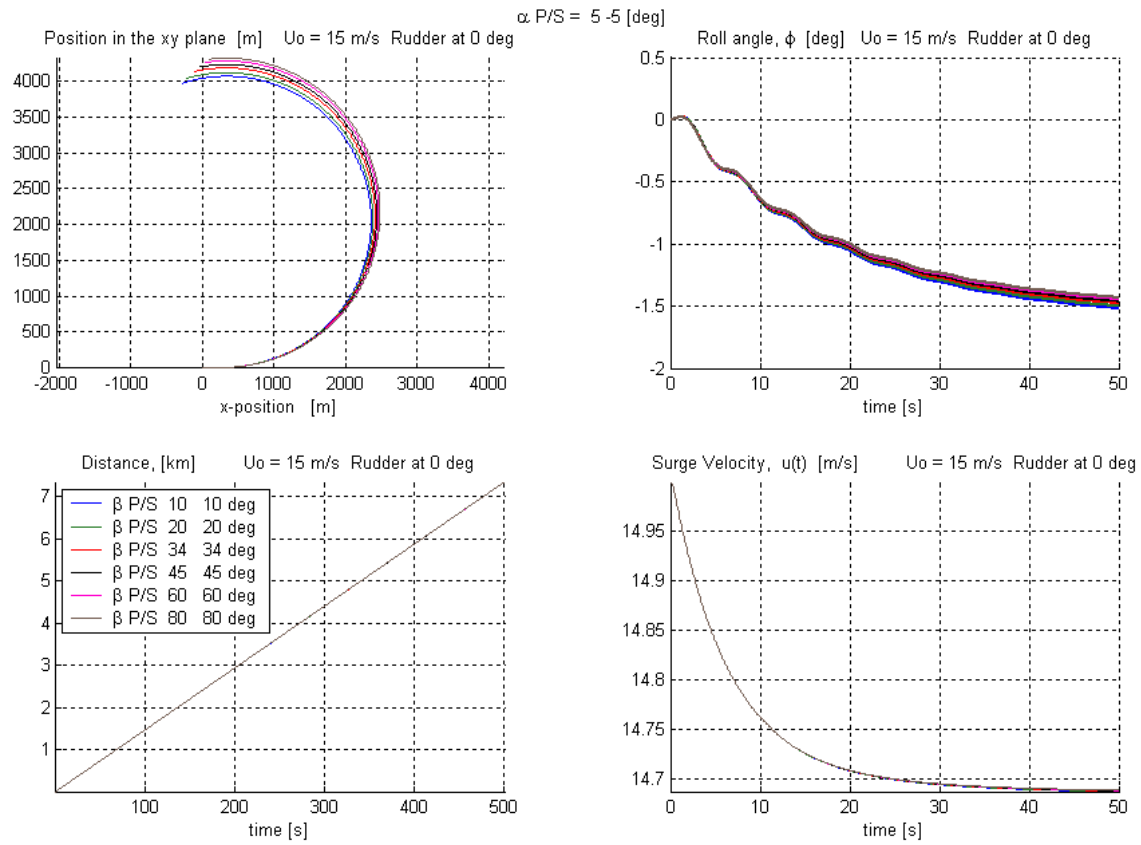 α P/S = 5 -5 [deg]
Position in the xy plane [m] Uo = 15 m/s Rudder at 0 deg
4000
3500
3000
2500
2000
1500
1000
500
0
-2000 -1000 0 1000 2000 3000 4000
x-position [m]
Roll angle, ϕ [deg] Uo = 15 m/s Rudder at 0 deg
0.5
0
-0.5
-1
-1.5
-2
0 10 20 30 40 50
time [s]
Distance, [km] Uo = 15 m/s Rudder at 0 deg
7
6
5
4
3
2
1
β P/S 10 10 deg
β P/S 20 20 deg
β P/S 34 34 deg
β P/S 45 45 deg
β P/S 60 60 deg
β P/S 80 80 deg
100 200 300 400 500
time [s]
Surge Velocity, u(t) [m/s] Uo = 15 m/s Rudder at 0 deg
14.95
14.9
14.85
14.8
14.75
14.7
0 10 20 30 40 50
time [s]